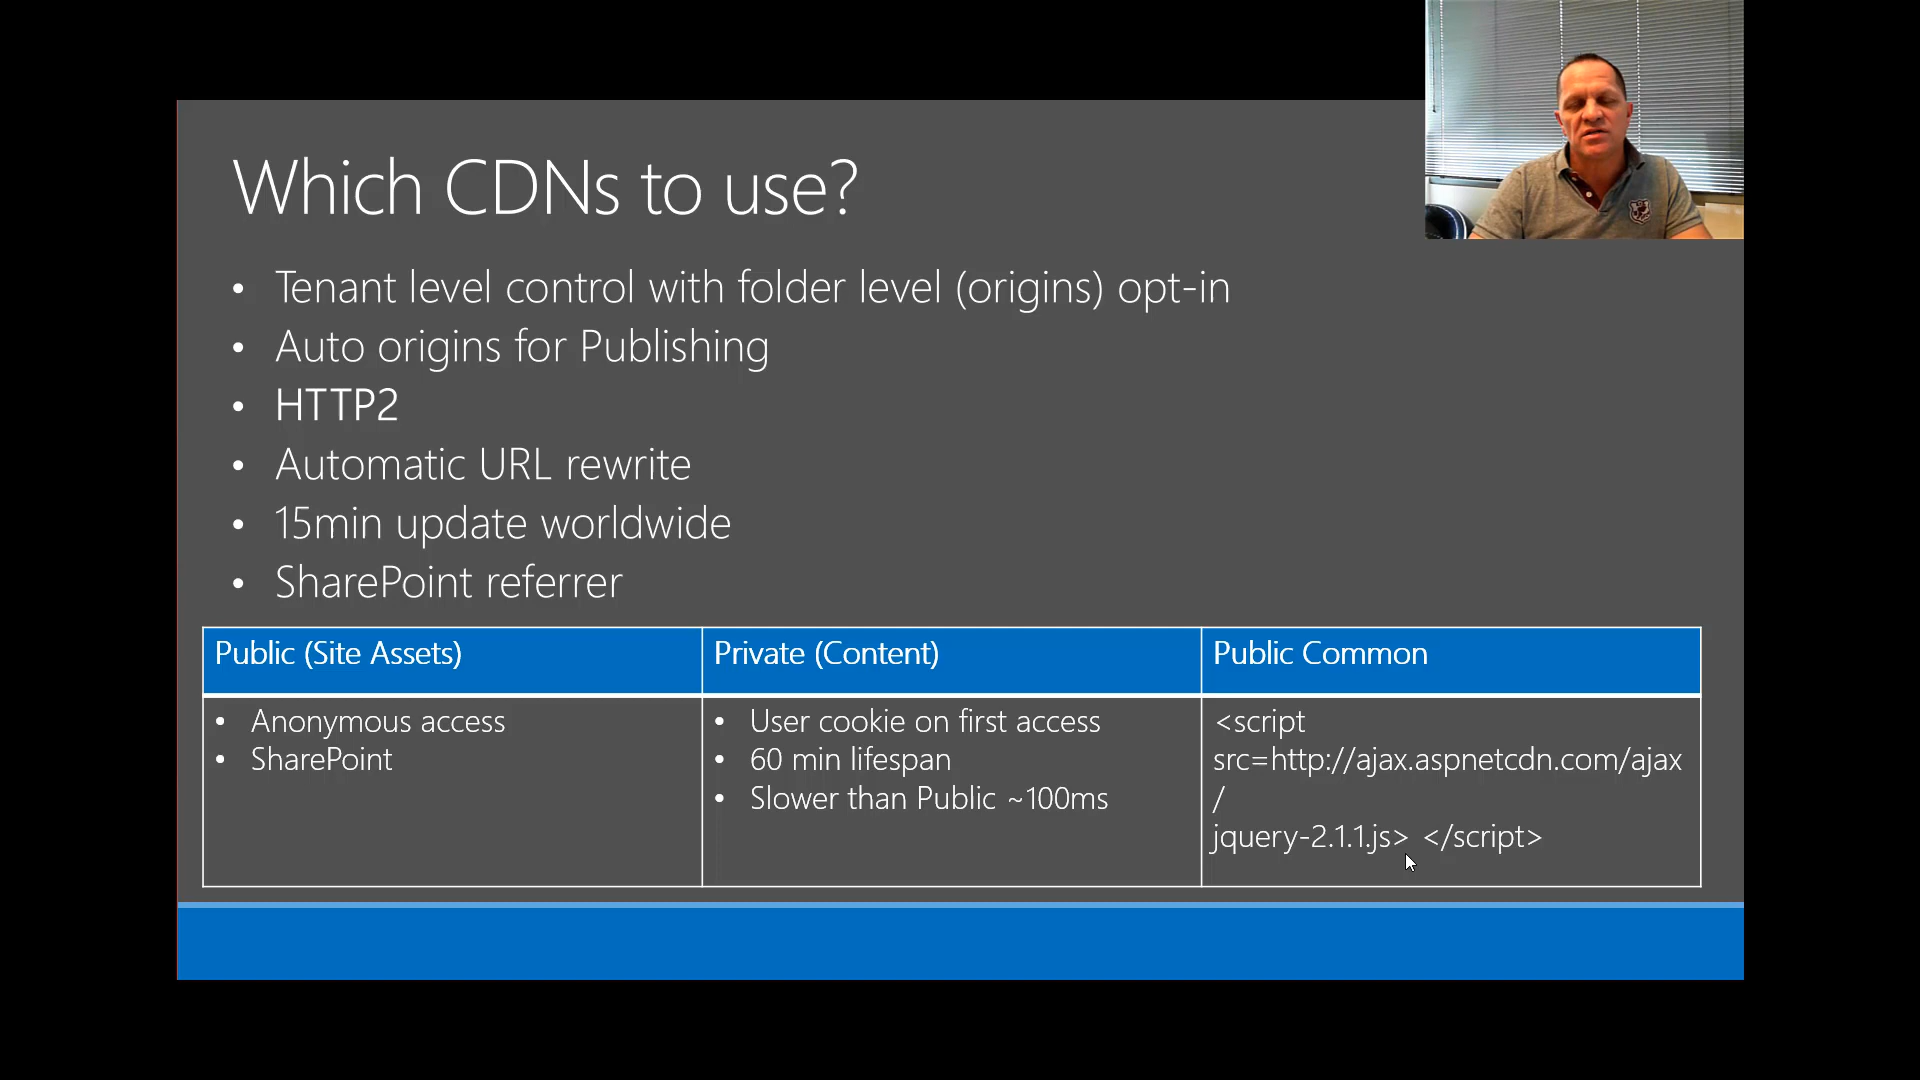 Which CDNs to use?
• Tenant level control with folder level (origins) opt-in
• Auto origins for Publishing
• HTTP2
• Automatic URL rewrite
• 15min update worldwide
• SharePoint referrer
Public (Site Assets)
• Anonymous access
• SharePoint
Private (Content)
• User cookie on first access
• 60 min lifespan
• Slower than Public ~100ms
Public Common
<script
src=http://ajax.aspnetcdn.com/ajax
/
jquery-2.1.1.js> </script>